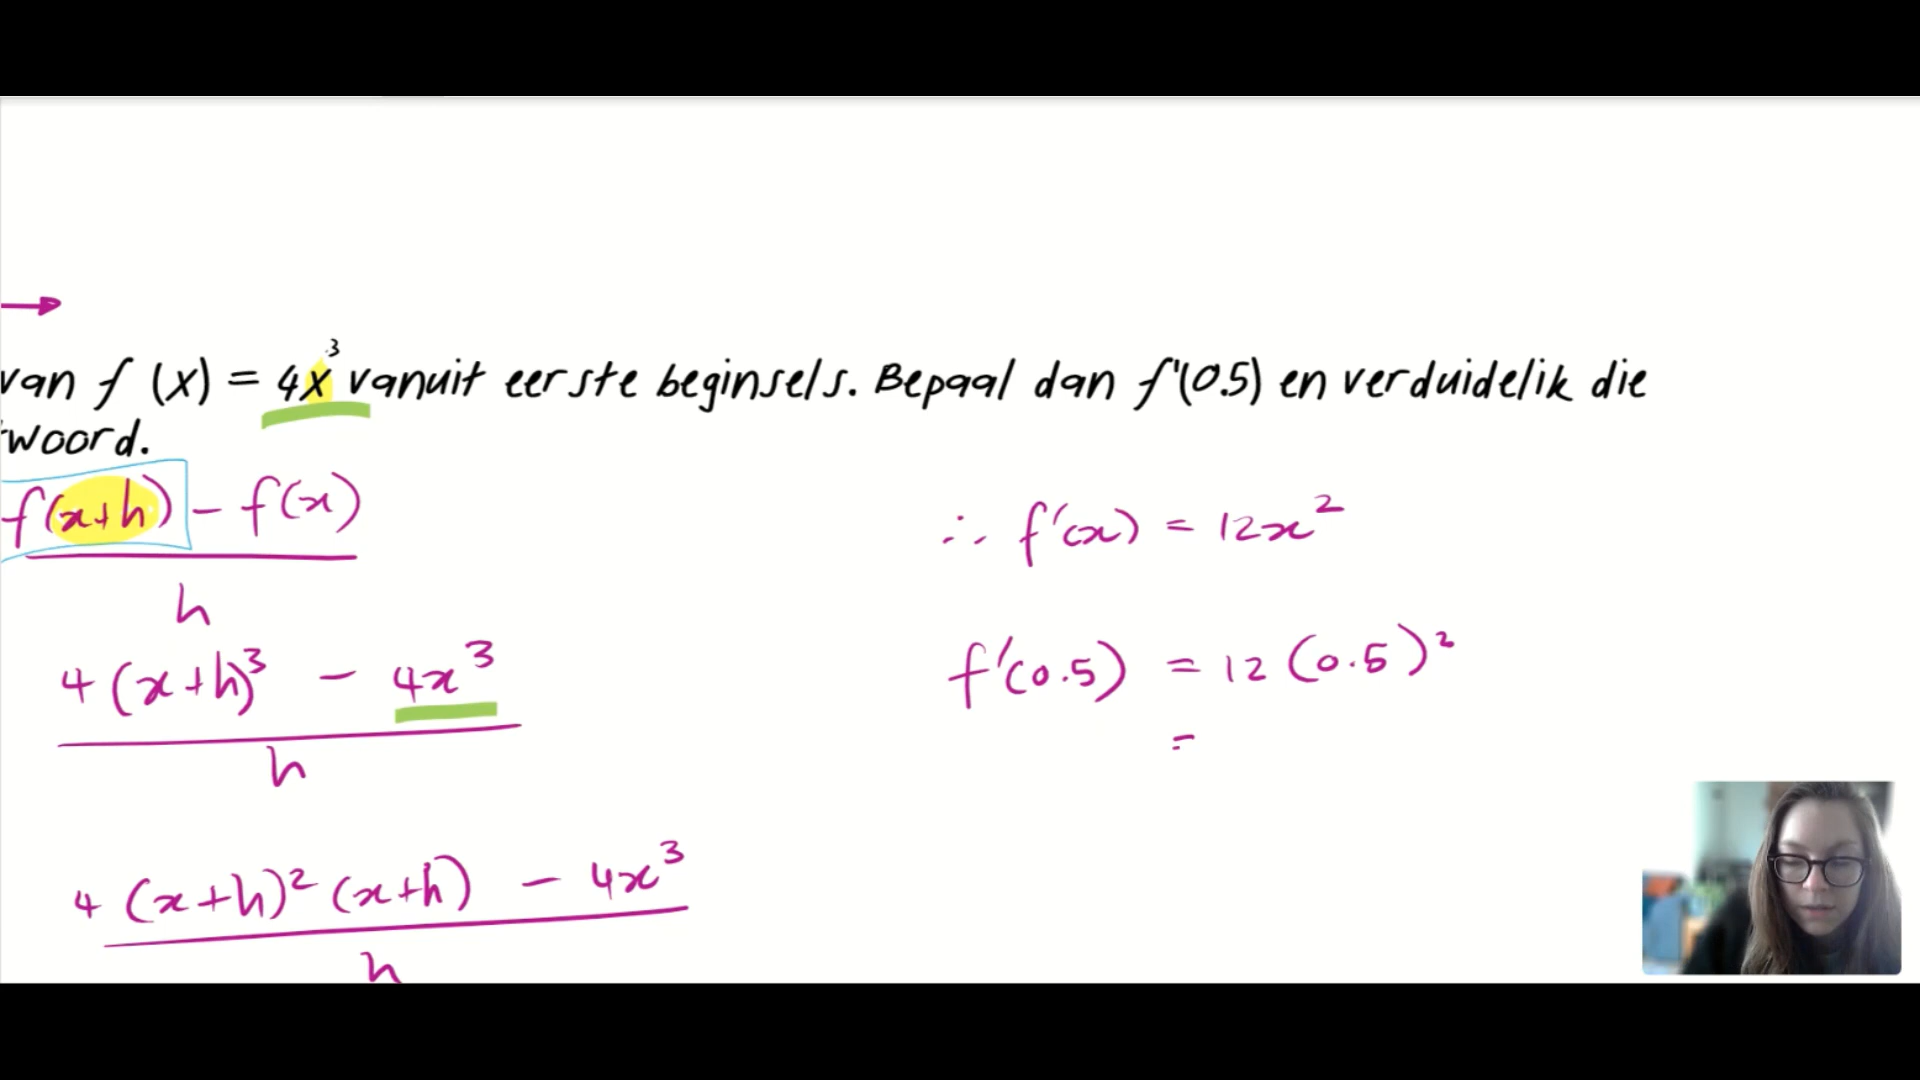 van f (x) = 4x³ vanuit eerste beginsels. Bepaal dan f'(0.5) en verduidelik die
woord.
f(x+h) - f(x)
h
∴ f'(x) = 12x²
4(x+h)³ - 4x³
h
f'(0.5) = 12(0.5)²
=
4(x+h)²(x+h) - 4x³
h